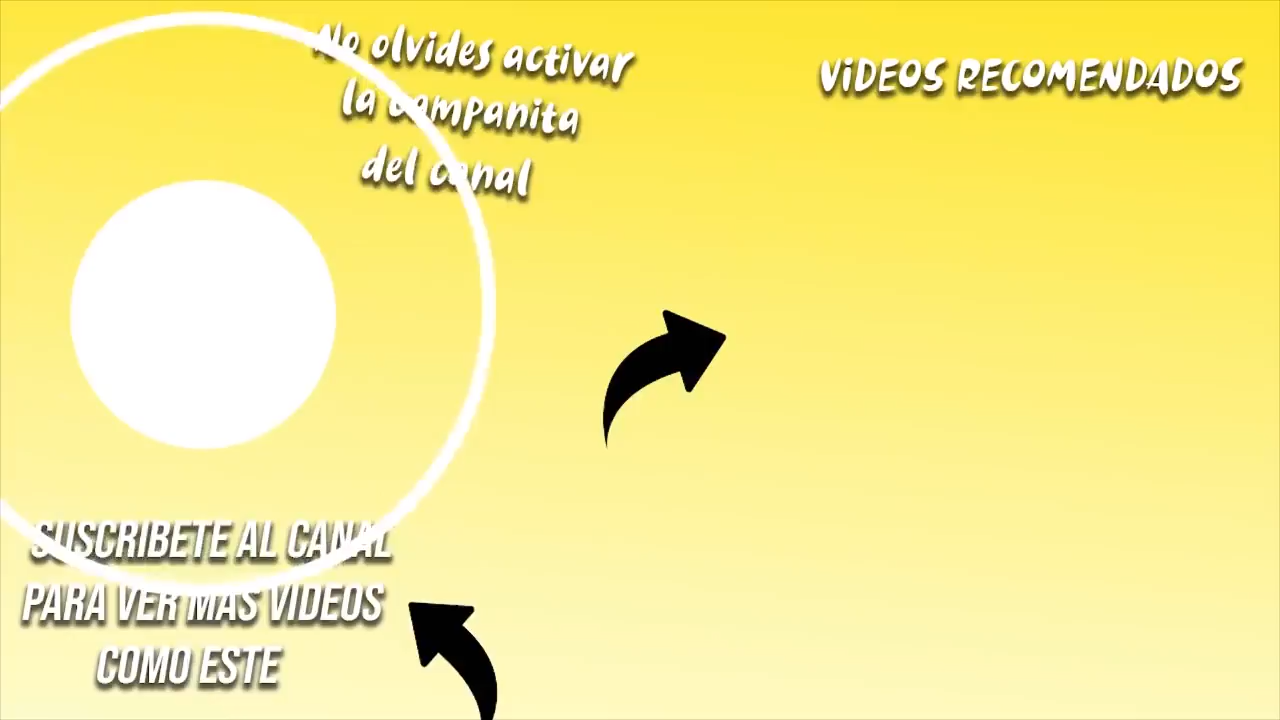 No olvides activar
la campanita
del canal
VIDEOS RECOMENDADOS
SUSCRIBETE AL CANAL
PARA VER MAS VIDEOS
COMO ESTE